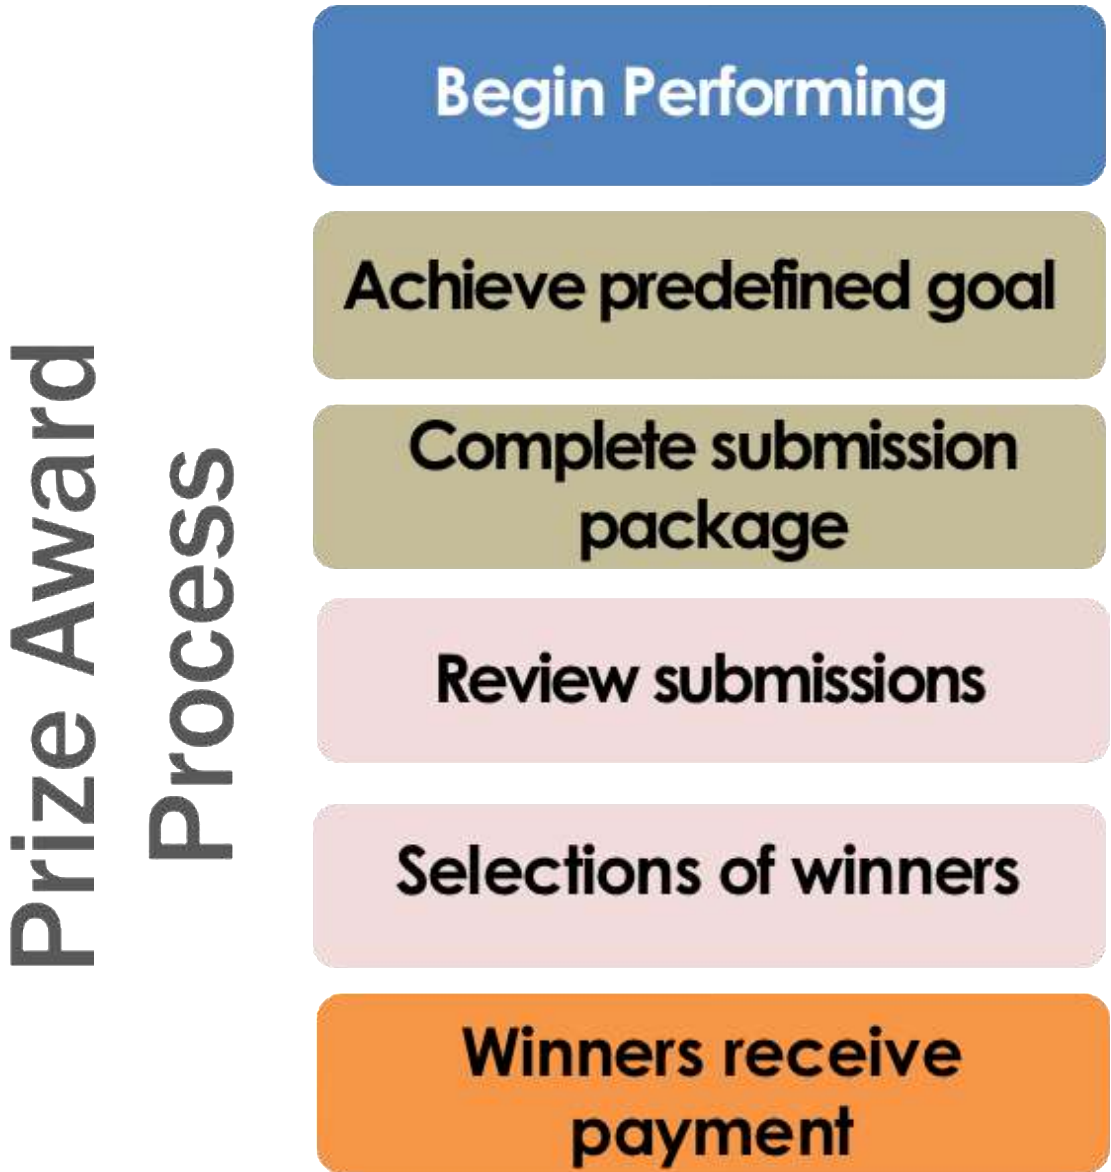 Prize Award
Process
Begin Performing
Achieve predefined goal
Complete submission
package
Review submissions
Selections of winners
Winners receive
payment